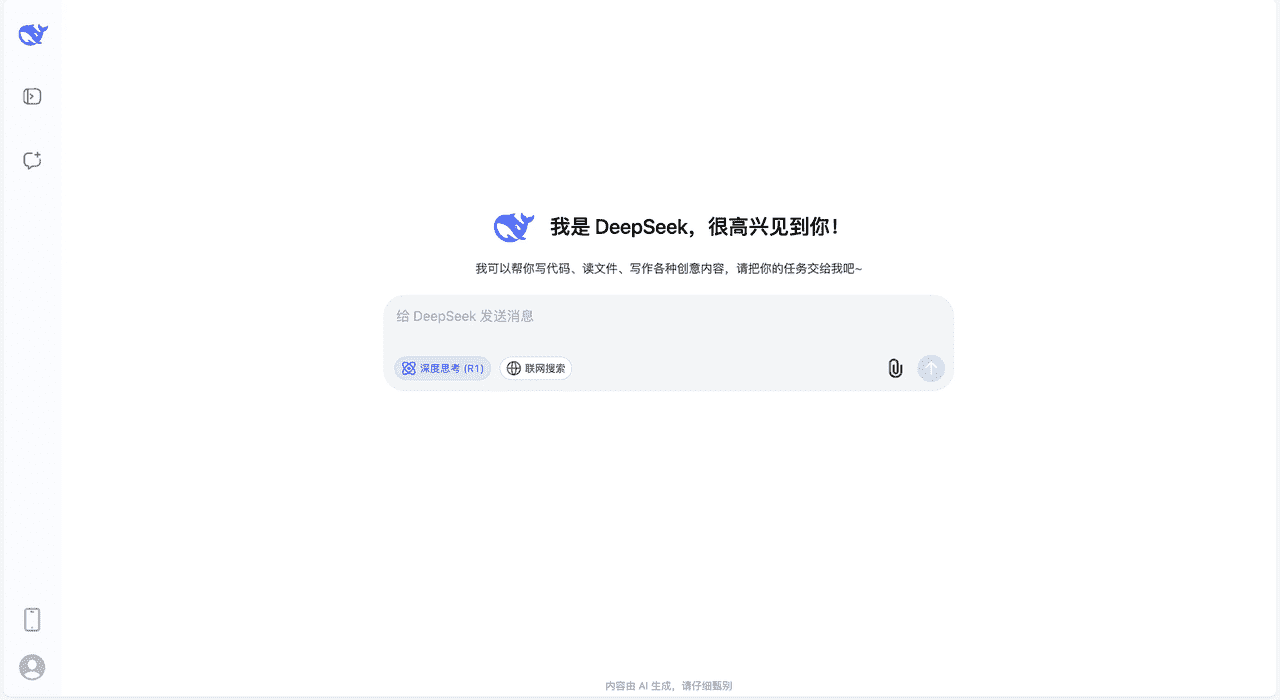 我是 DeepSeek，很高兴见到你！
我可以帮你写代码、读文件、写作各种创意内容，请把你的任务交给我吧~
给 DeepSeek 发送消息
深度思考 (R1) 联网搜索
内容由 AI 生成，请仔细甄别